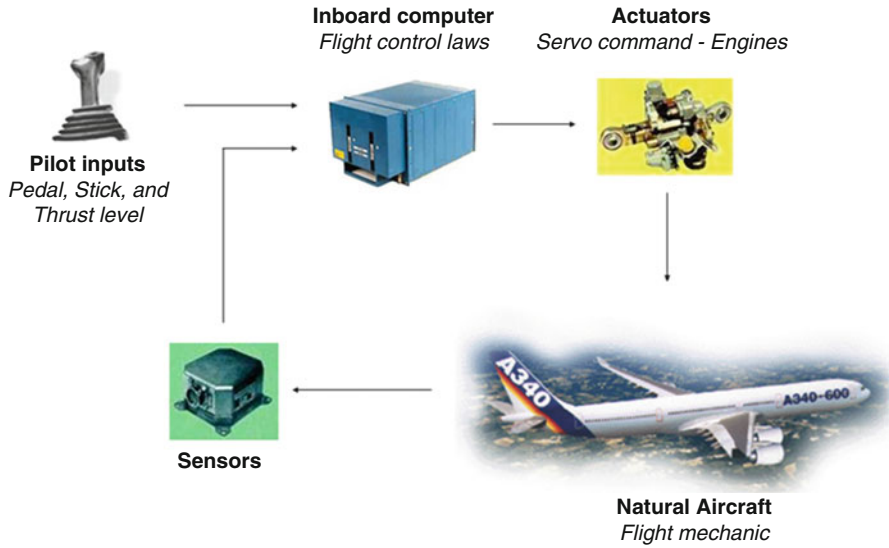 Inboard computer
Flight control laws
Actuators
Servo command - Engines
Pilot inputs
Pedal, Stick, and
Thrust level
Sensors
A340
A340-600
Natural Aircraft
Flight mechanic